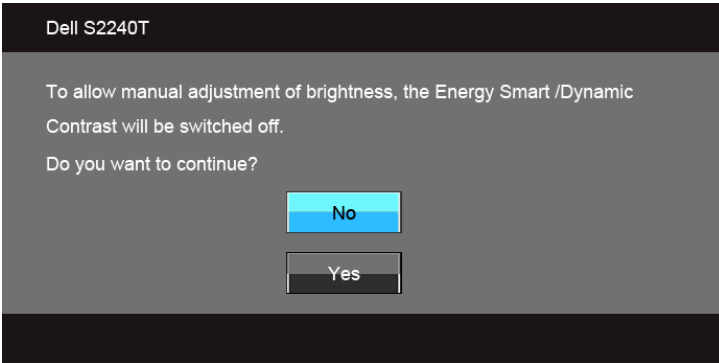 Dell S2240T
To allow manual adjustment of brightness, the Energy Smart /Dynamic
Contrast will be switched off.
Do you want to continue?
No
Yes